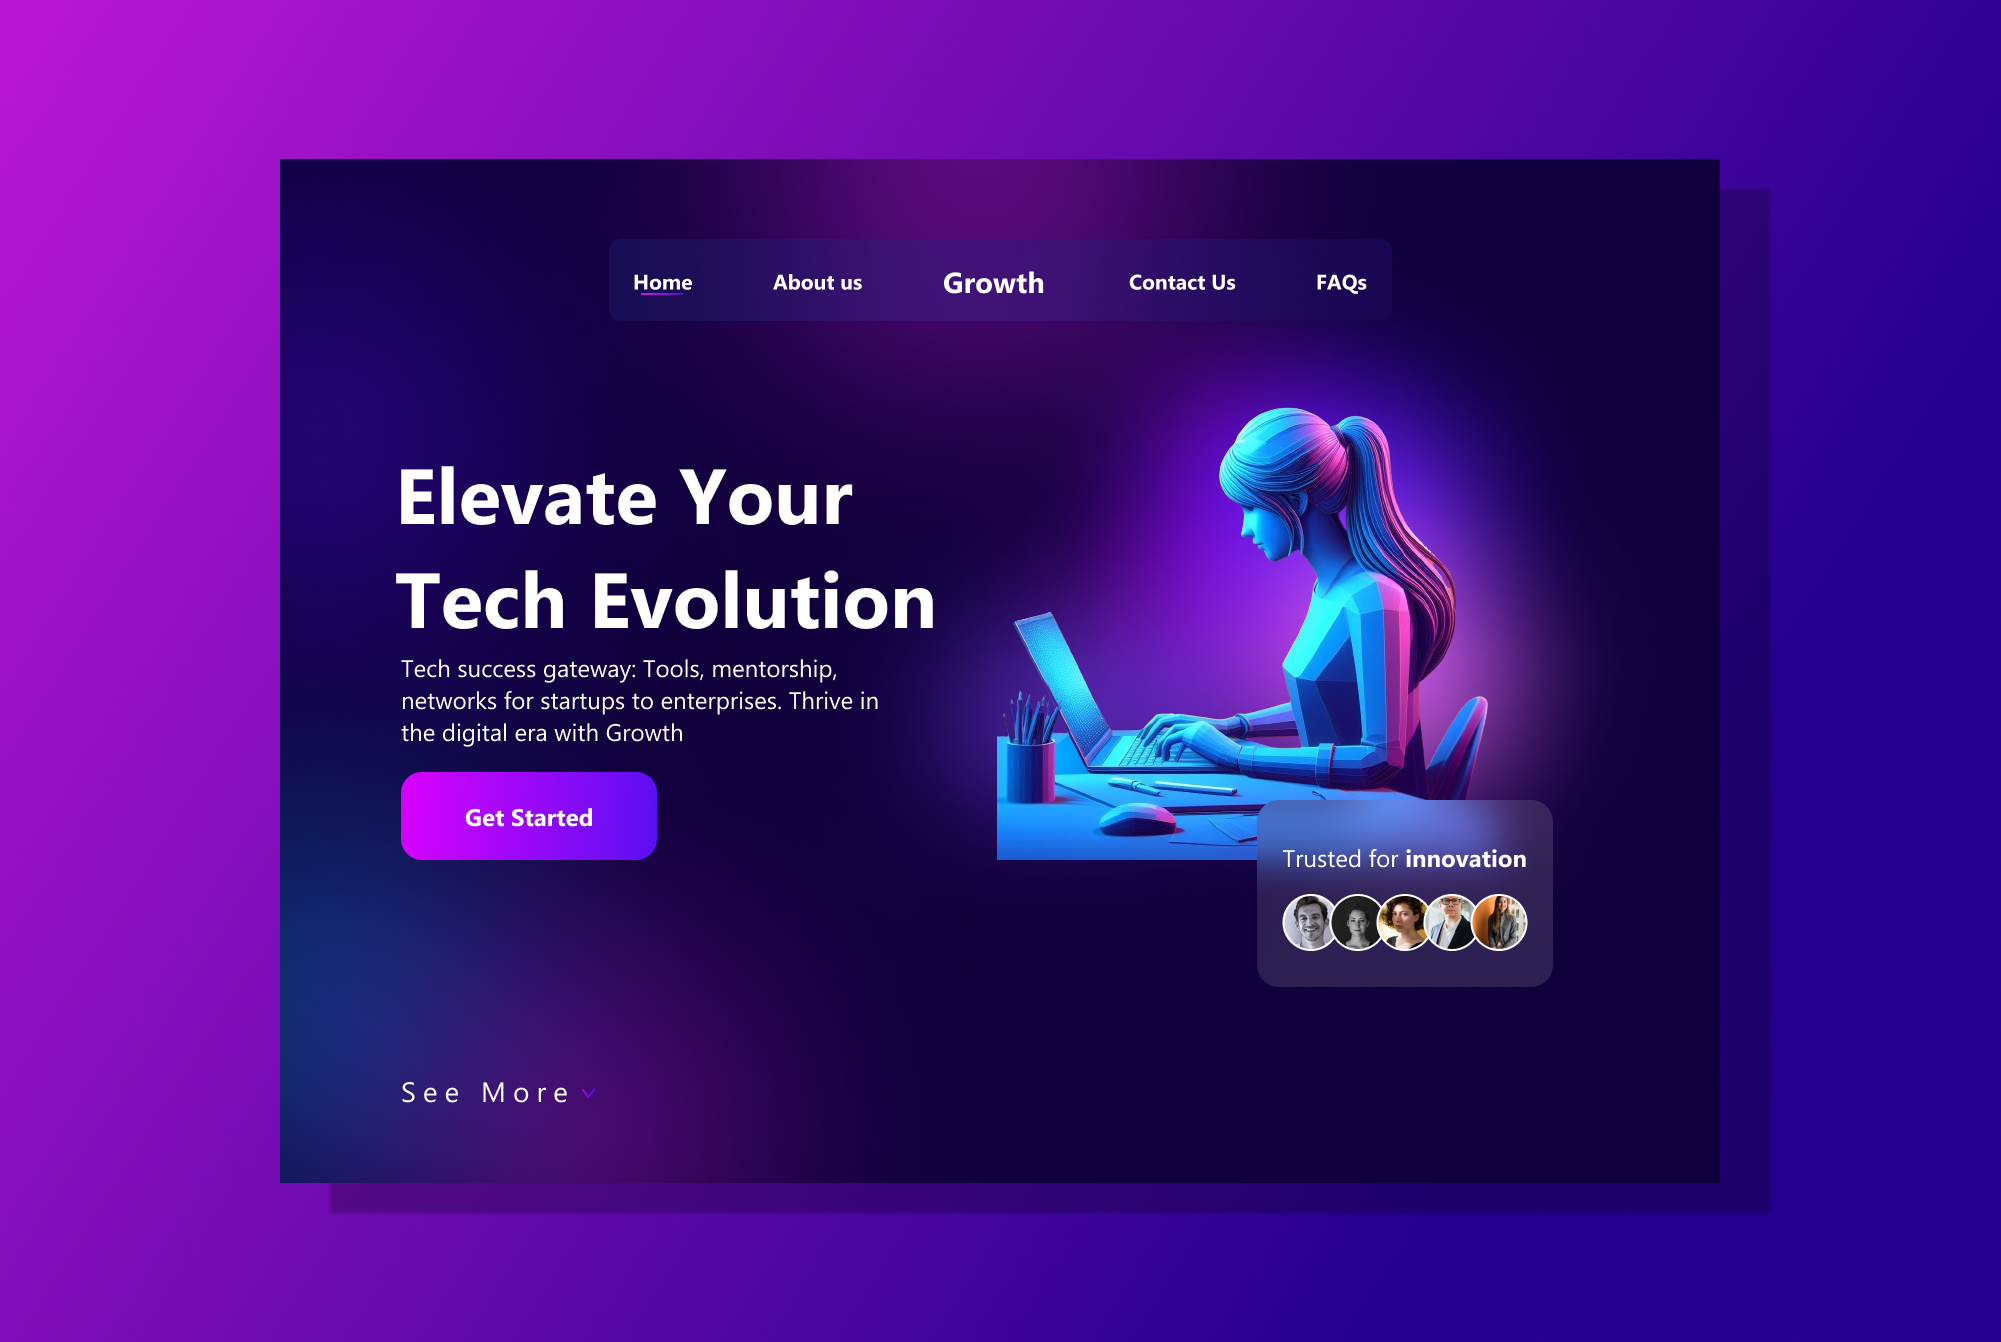 Home
About us
Growth
Contact Us
FAQs
Elevate Your
Tech Evolution
Tech success gateway: Tools, mentorship,
networks for startups to enterprises. Thrive in
the digital era with Growth
Get Started
Trusted for innovation
See More